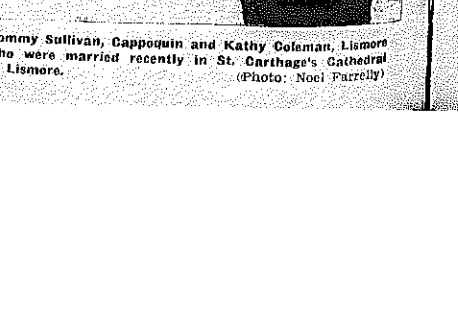 ommy Sullivan, Cappoquin and Kathy Coleman, Lismore
ho were married recently in St. Carthage's Cathedral
Lismore.
(Photo: Noel Farrelly)